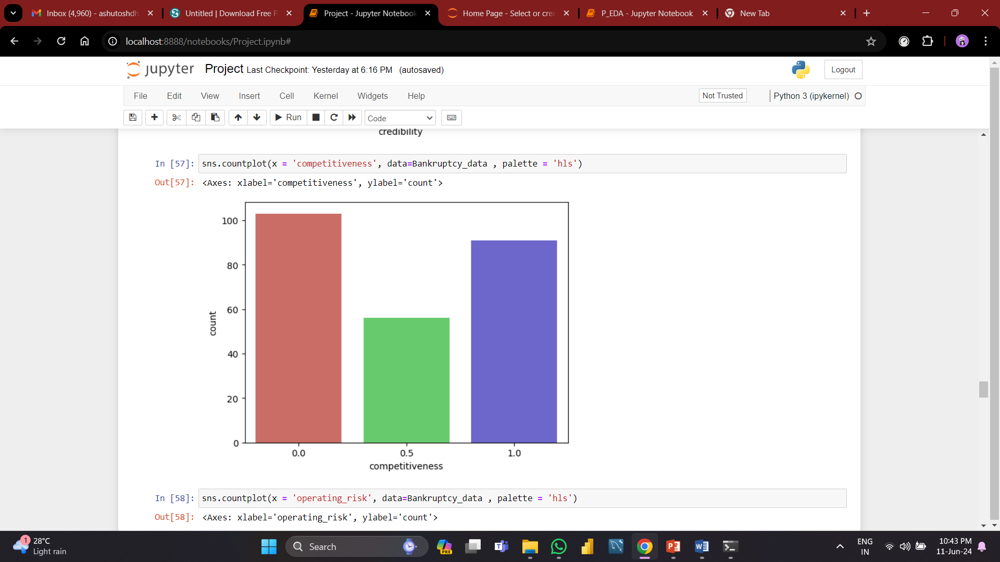 Inbox (4,960) - ashutoshdh
Untitled | Download Free P
Project - Jupyter Notebook
Home Page - Select or crea
P_EDA - Jupyter Notebook
New Tab
localhost:8888/notebooks/Project.ipynb#
jupyter Project Last Checkpoint: Yesterday at 6:16 PM (autosaved)
Logout
File Edit View Insert Cell Kernel Widgets Help
Not Trusted
Python 3 (ipykernel)
Run
Code
credibility
In [57]: sns.countplot(x = 'competitiveness', data=Bankruptcy_data , palette = 'hls')
Out[57]: <Axes: xlabel='competitiveness', ylabel='count'>
100
80
60
40
20
0
count
0.0 0.5 1.0
competitiveness
In [58]: sns.countplot(x = 'operating_risk', data=Bankruptcy_data , palette = 'hls')
Out[58]: <Axes: xlabel='operating_risk', ylabel='count'>
1
28°C
Light rain
Search
PRE
ENG
IN
10:43 PM
11-Jun-24